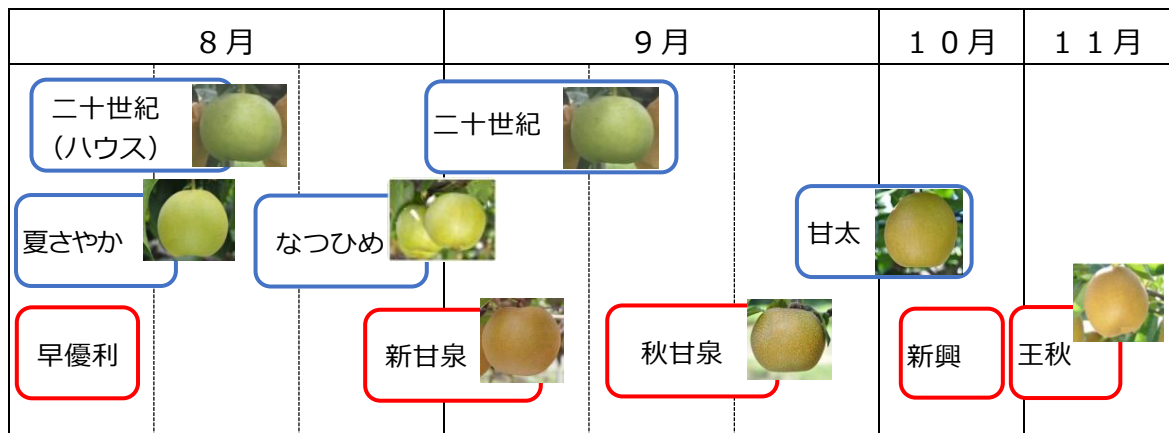 8月
9月
10月
11月
二十世紀
（ハウス）
二十世紀
夏さやか
なつひめ
甘太
早優利
新甘泉
秋甘泉
新興
王秋